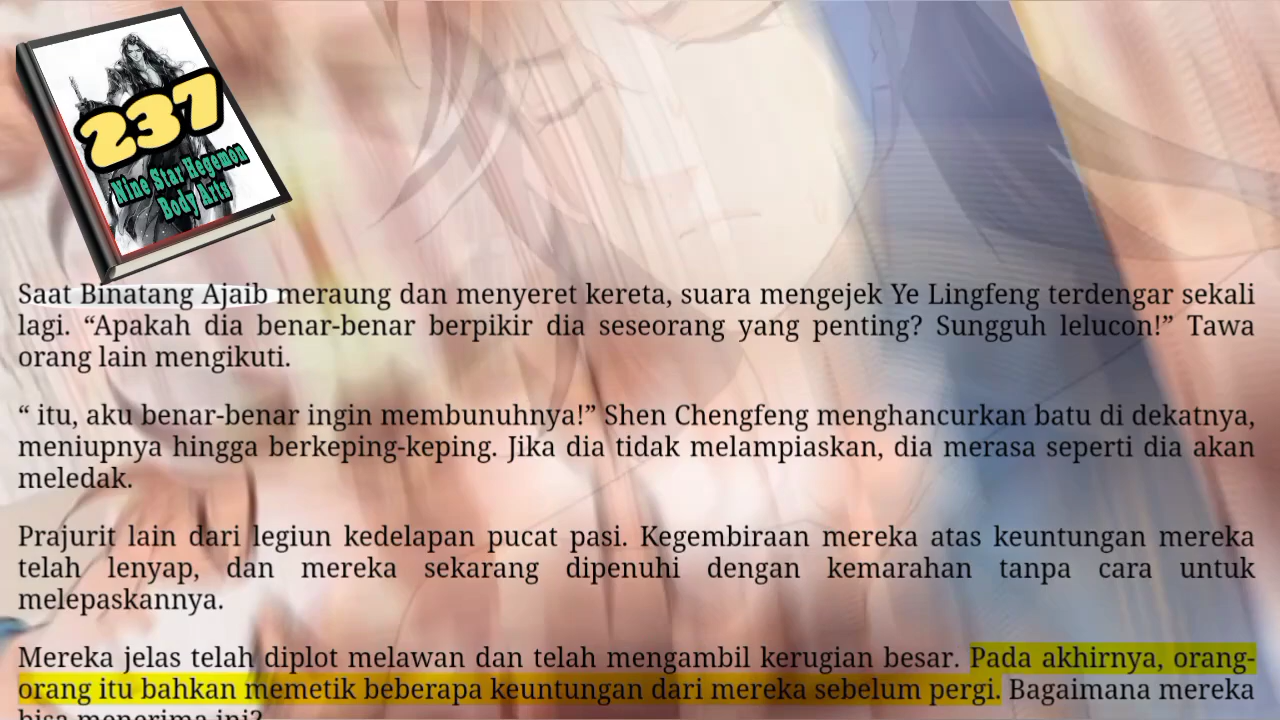 237
Nine Star Hegemon
Body Arts
Saat Binatang Ajaib meraung dan menyeret kereta, suara mengejek Ye Lingfeng terdengar sekali
lagi. “Apakah dia benar-benar berpikir dia seseorang yang penting? Sungguh lelucon!” Tawa
orang lain mengikuti.
“ itu, aku benar-benar ingin membunuhnya!” Shen Chengfeng menghancurkan batu di dekatnya,
meniupnya hingga berkeping-keping. Jika dia tidak melampiaskan, dia merasa seperti dia akan
meledak.
Prajurit lain dari legiun kedelapan pucat pasi. Kegembiraan mereka atas keuntungan mereka
telah lenyap, dan mereka sekarang dipenuhi dengan kemarahan tanpa cara untuk
melepaskannya.
Mereka jelas telah diplot melawan dan telah mengambil kerugian besar. Pada akhirnya, orang-
orang itu bahkan memetik beberapa keuntungan dari mereka sebelum pergi. Bagaimana mereka
bisa menerima ini?